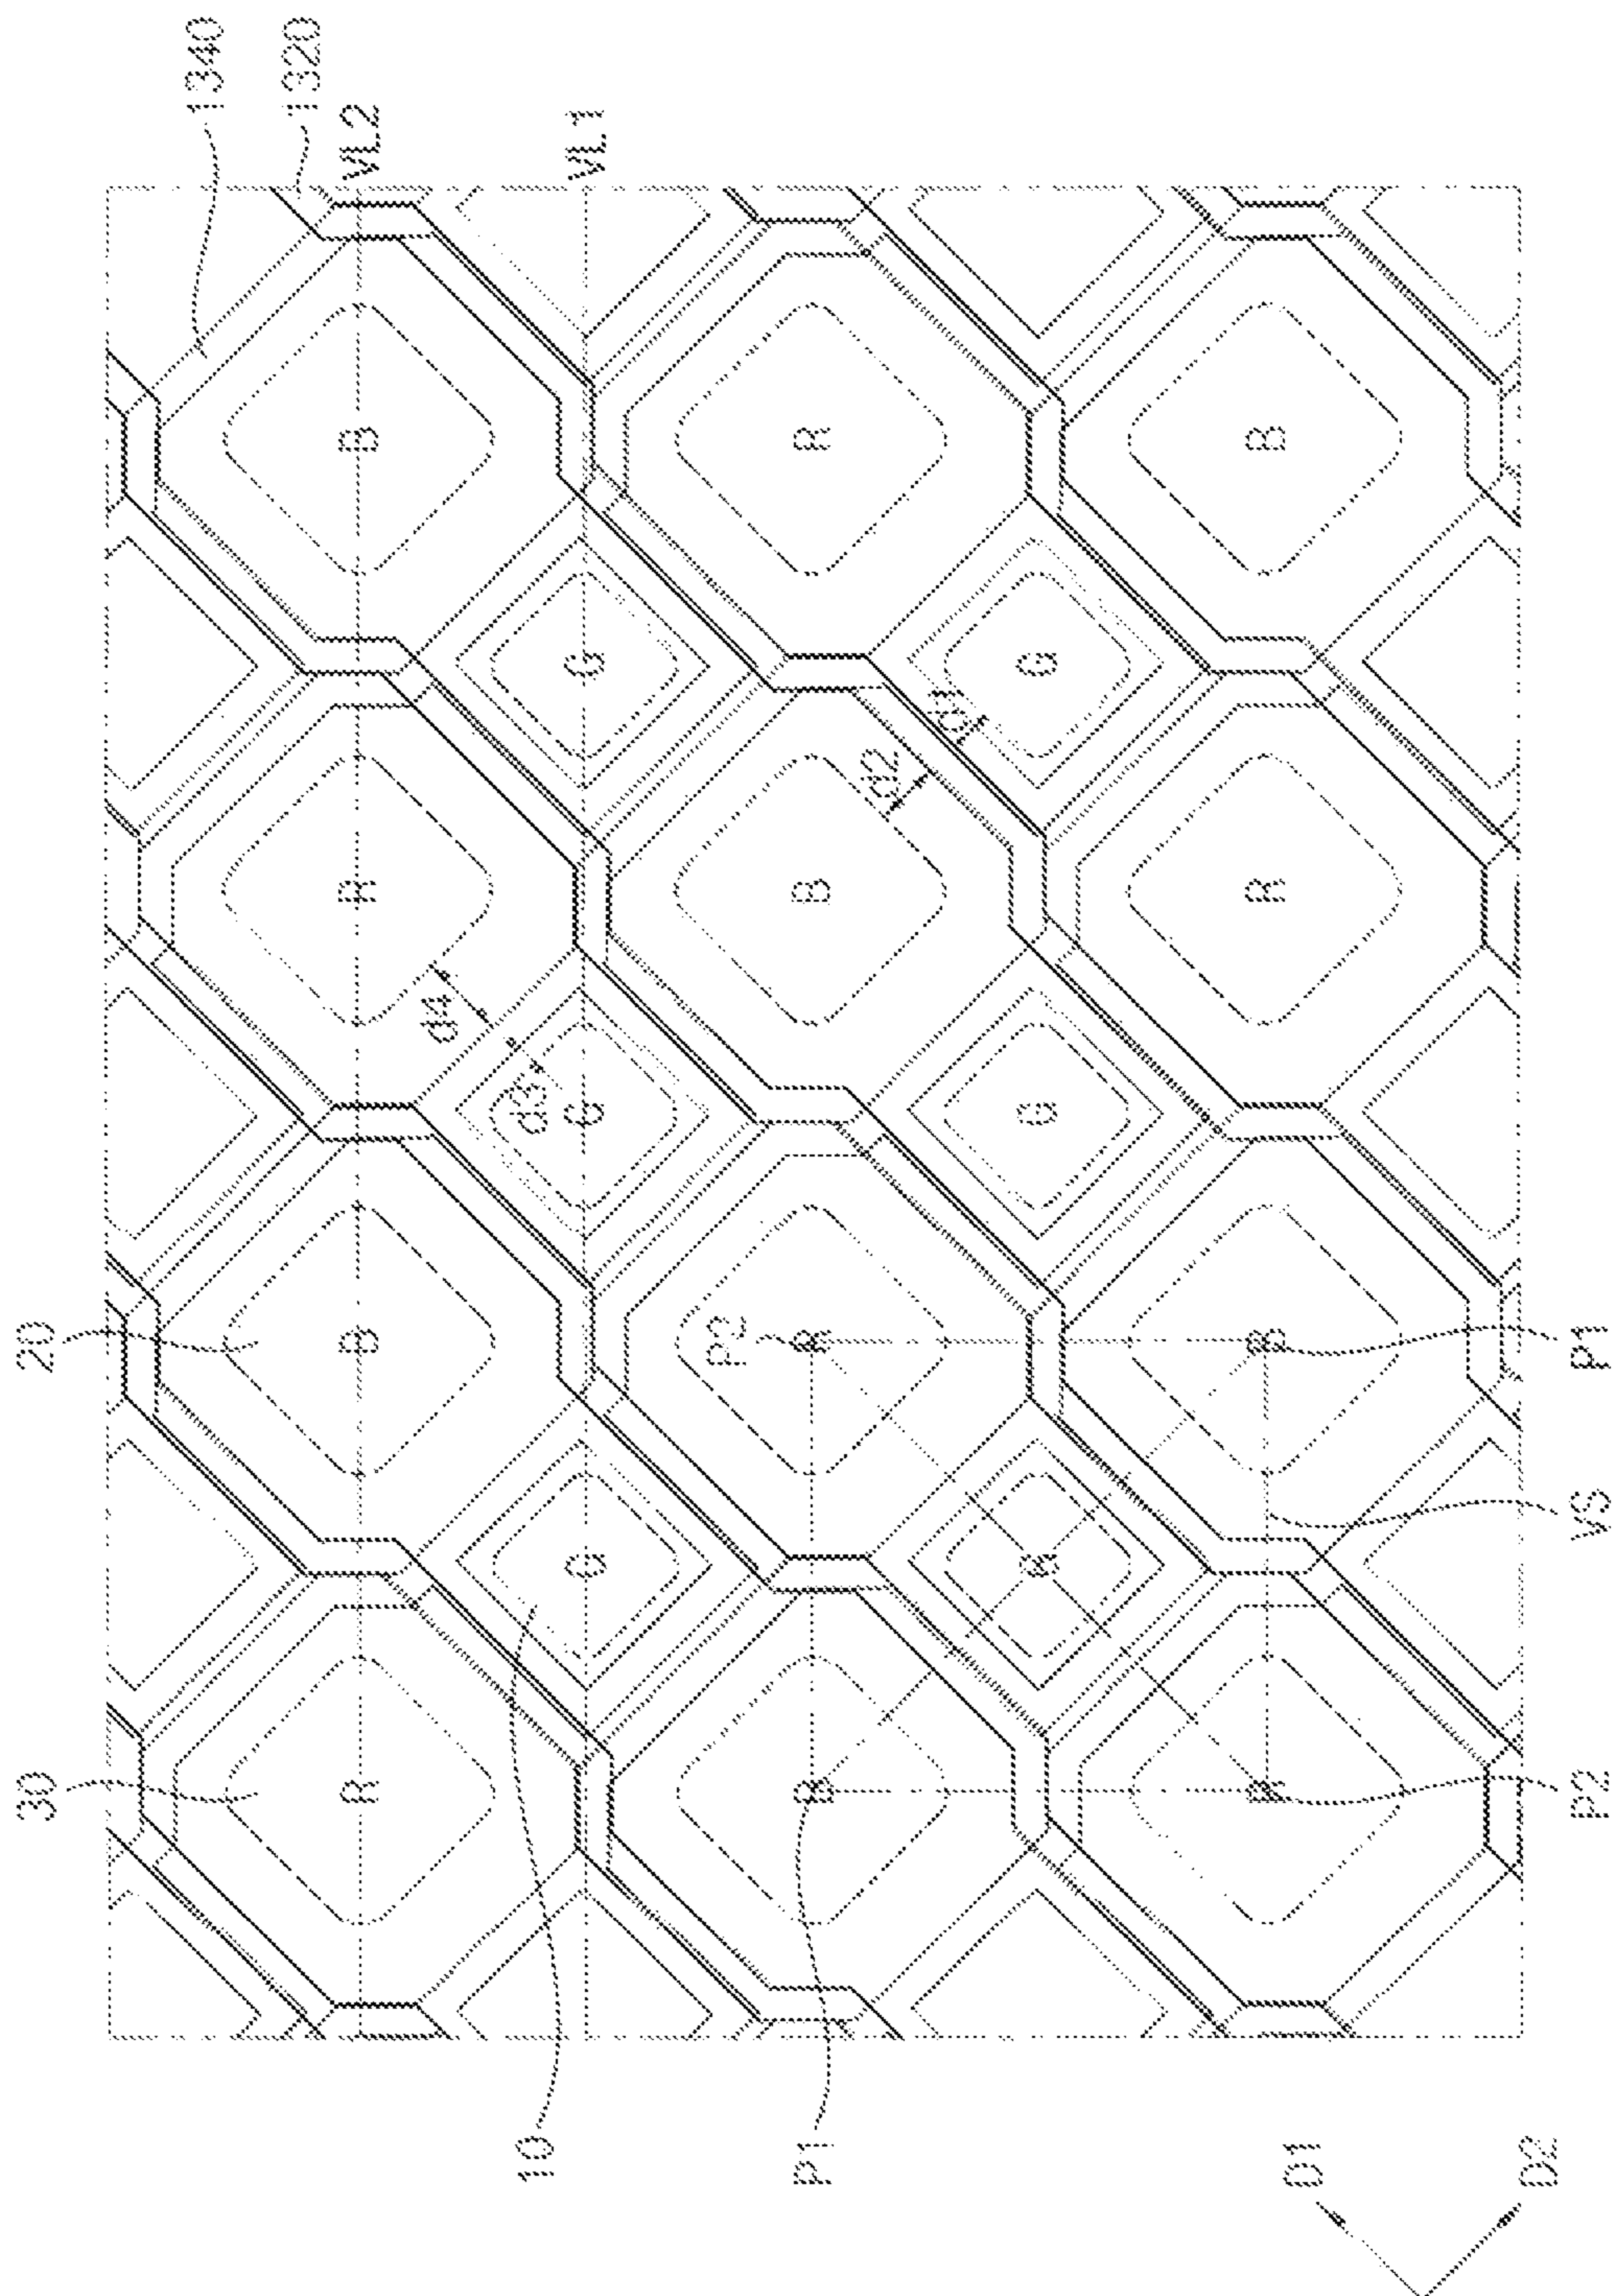 30 20
1340
1320
R B R B VL2
d4
10 d3
G G G VL1
P2
P1 B R B R
d2
d1
G G G
R B R B
D1
D2
P2 VS P1